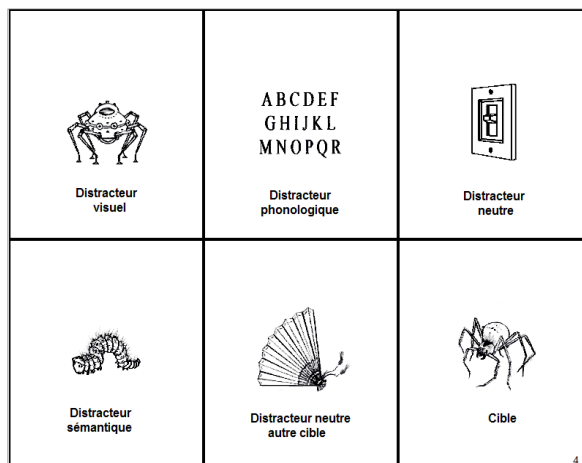 ABCDEF
GHIJKL
MNOPQR
Distracteur
visuel
Distracteur
phonologique
Distracteur
neutre
Distracteur
sémantique
Distracteur neutre
autre cible
Cible
4